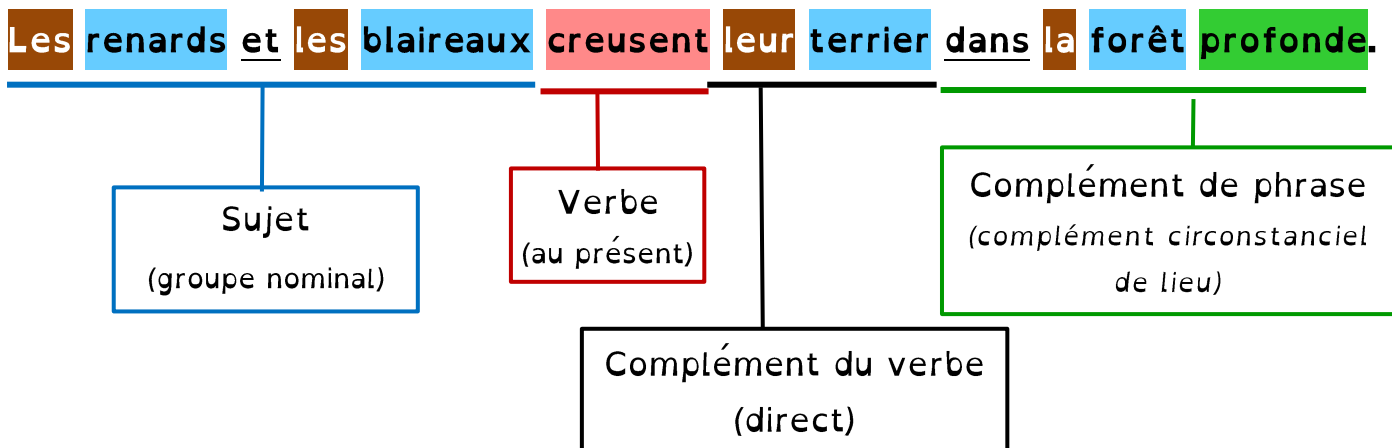 Les renards et les blaireaux creusent leur terrier dans la forêt profonde.
Sujet
(groupe nominal)
Verbe
(au présent)
Complément du verbe
(direct)
Complément de phrase
(complément circonstanciel
de lieu)